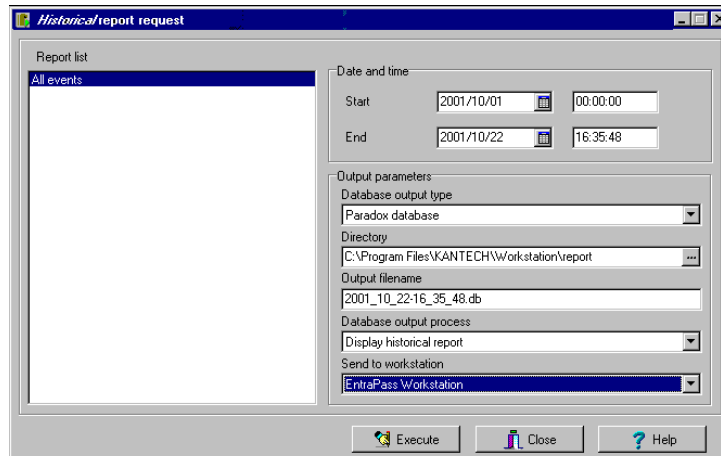 Historical report request
Report list
All events
Date and time
Start 2001/10/01 00:00:00
End 2001/10/22 16:35:48
Output parameters
Database output type
Paradox database
Directory
C:\Program Files\KANTECH\Workstation\report ...
Output filename
2001_10_22-16_35_48.db
Database output process
Display historical report
Send to workstation
EntraPass Workstation
Execute Close ? Help